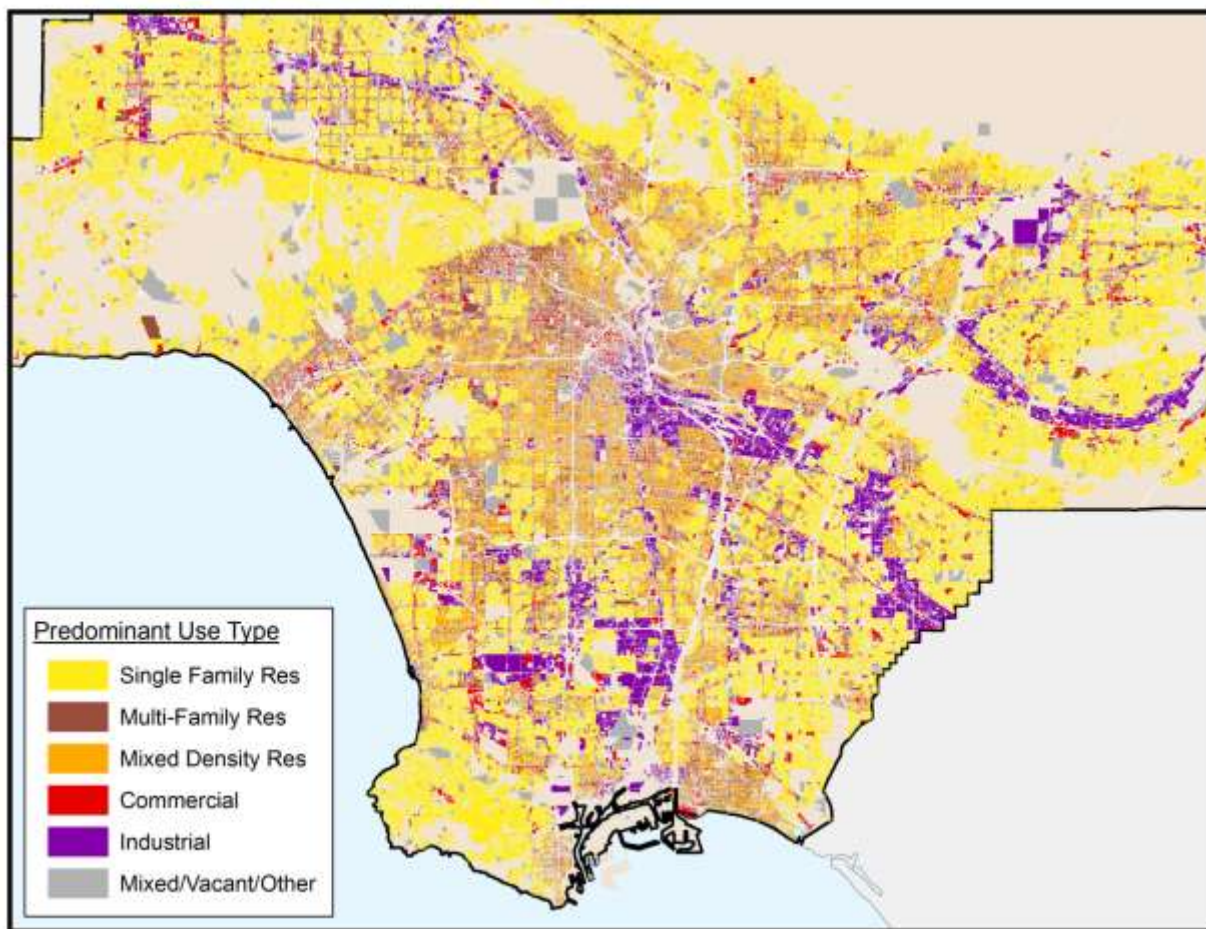 Predominant Use Type
Single Family Res
Multi-Family Res
Mixed Density Res
Commercial
Industrial
Mixed/Vacant/Other